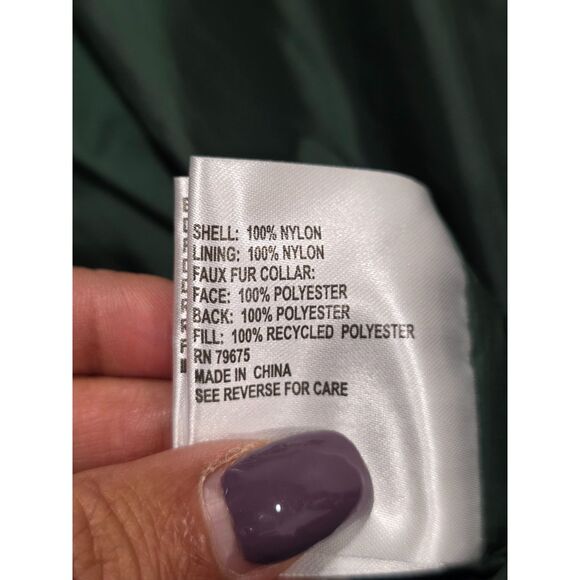 SHELL: 100% NYLON
LINING: 100% NYLON
FAUX FUR COLLAR:
FACE: 100% POLYESTER
BACK: 100% POLYESTER
FILL: 100% RECYCLED POLYESTER
RN 79675
MADE IN CHINA
SEE REVERSE FOR CARE